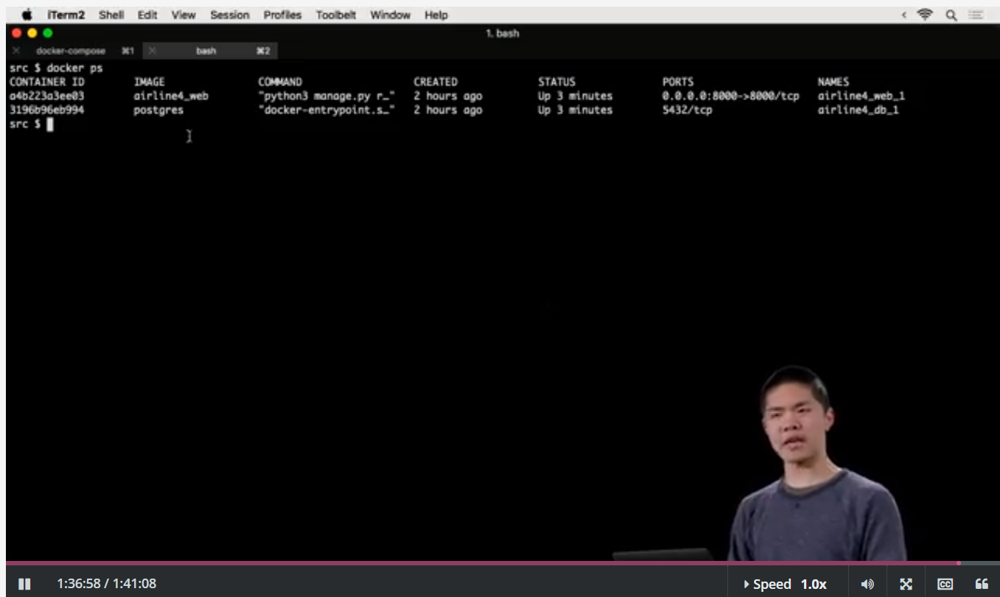 iTerm2 Shell Edit View Session Profiles Toolbelt Window Help
1. bash
docker-compose ⌘1 bash ⌘2
src $ docker ps
CONTAINER ID IMAGE COMMAND CREATED STATUS PORTS NAMES
a4b223a3ee03 airline4_web "python3 manage.py r…" 2 hours ago Up 3 minutes 0.0.0.0:8000->8000/tcp airline4_web_1
3196b96eb994 postgres "docker-entrypoint.s…" 2 hours ago Up 3 minutes 5432/tcp airline4_db_1
src $
1:36:58 / 1:41:08 Speed 1.0x CC